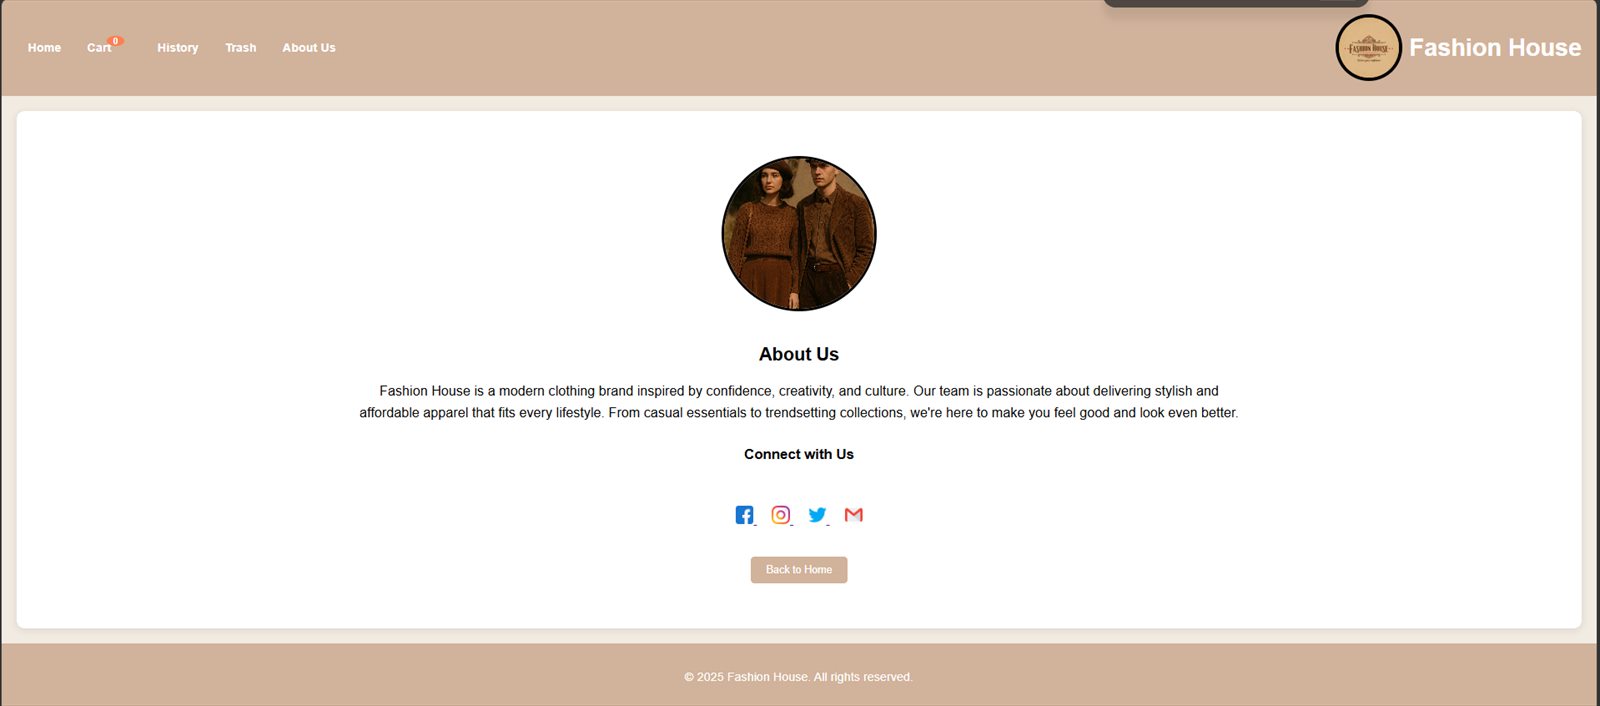 Home Cart 0 History Trash About Us
FASHION HOUSE
Fashion House
About Us
Fashion House is a modern clothing brand inspired by confidence, creativity, and culture. Our team is passionate about delivering stylish and
affordable apparel that fits every lifestyle. From casual essentials to trendsetting collections, we're here to make you feel good and look even better.
Connect with Us
Back to Home
© 2025 Fashion House. All rights reserved.